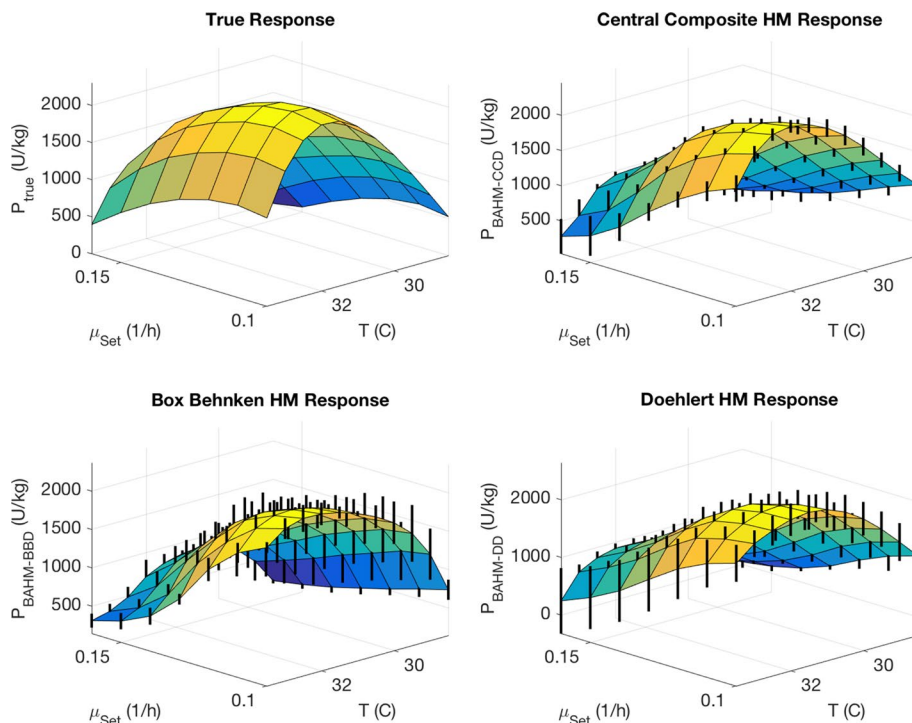 True Response
Central Composite HM Response
P_true (U/kg)
2000
1500
1000
500
0
0.15
0.1
32
30
μ_Set (1/h)
T (C)
P_BAHM-CCD (U/kg)
2000
1500
1000
500
0.15
0.1
32
30
μ_Set (1/h)
T (C)
Box Behnken HM Response
Doehlert HM Response
P_BAHM-BBD (U/kg)
2000
1500
1000
500
0.15
0.1
32
30
μ_Set (1/h)
T (C)
P_BAHM-DD (U/kg)
2000
1000
0
0.15
0.1
32
30
μ_Set (1/h)
T (C)